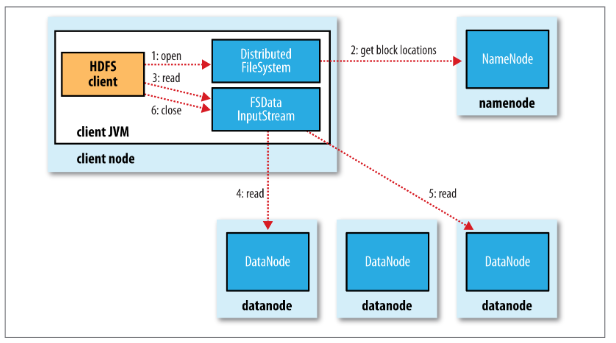 HDFS
client
1: open
3: read
6: close
Distributed
FileSystem
FSData
InputStream
client JVM
client node
2: get block locations
NameNode
namenode
4: read
5: read
DataNode
datanode
DataNode
datanode
DataNode
datanode